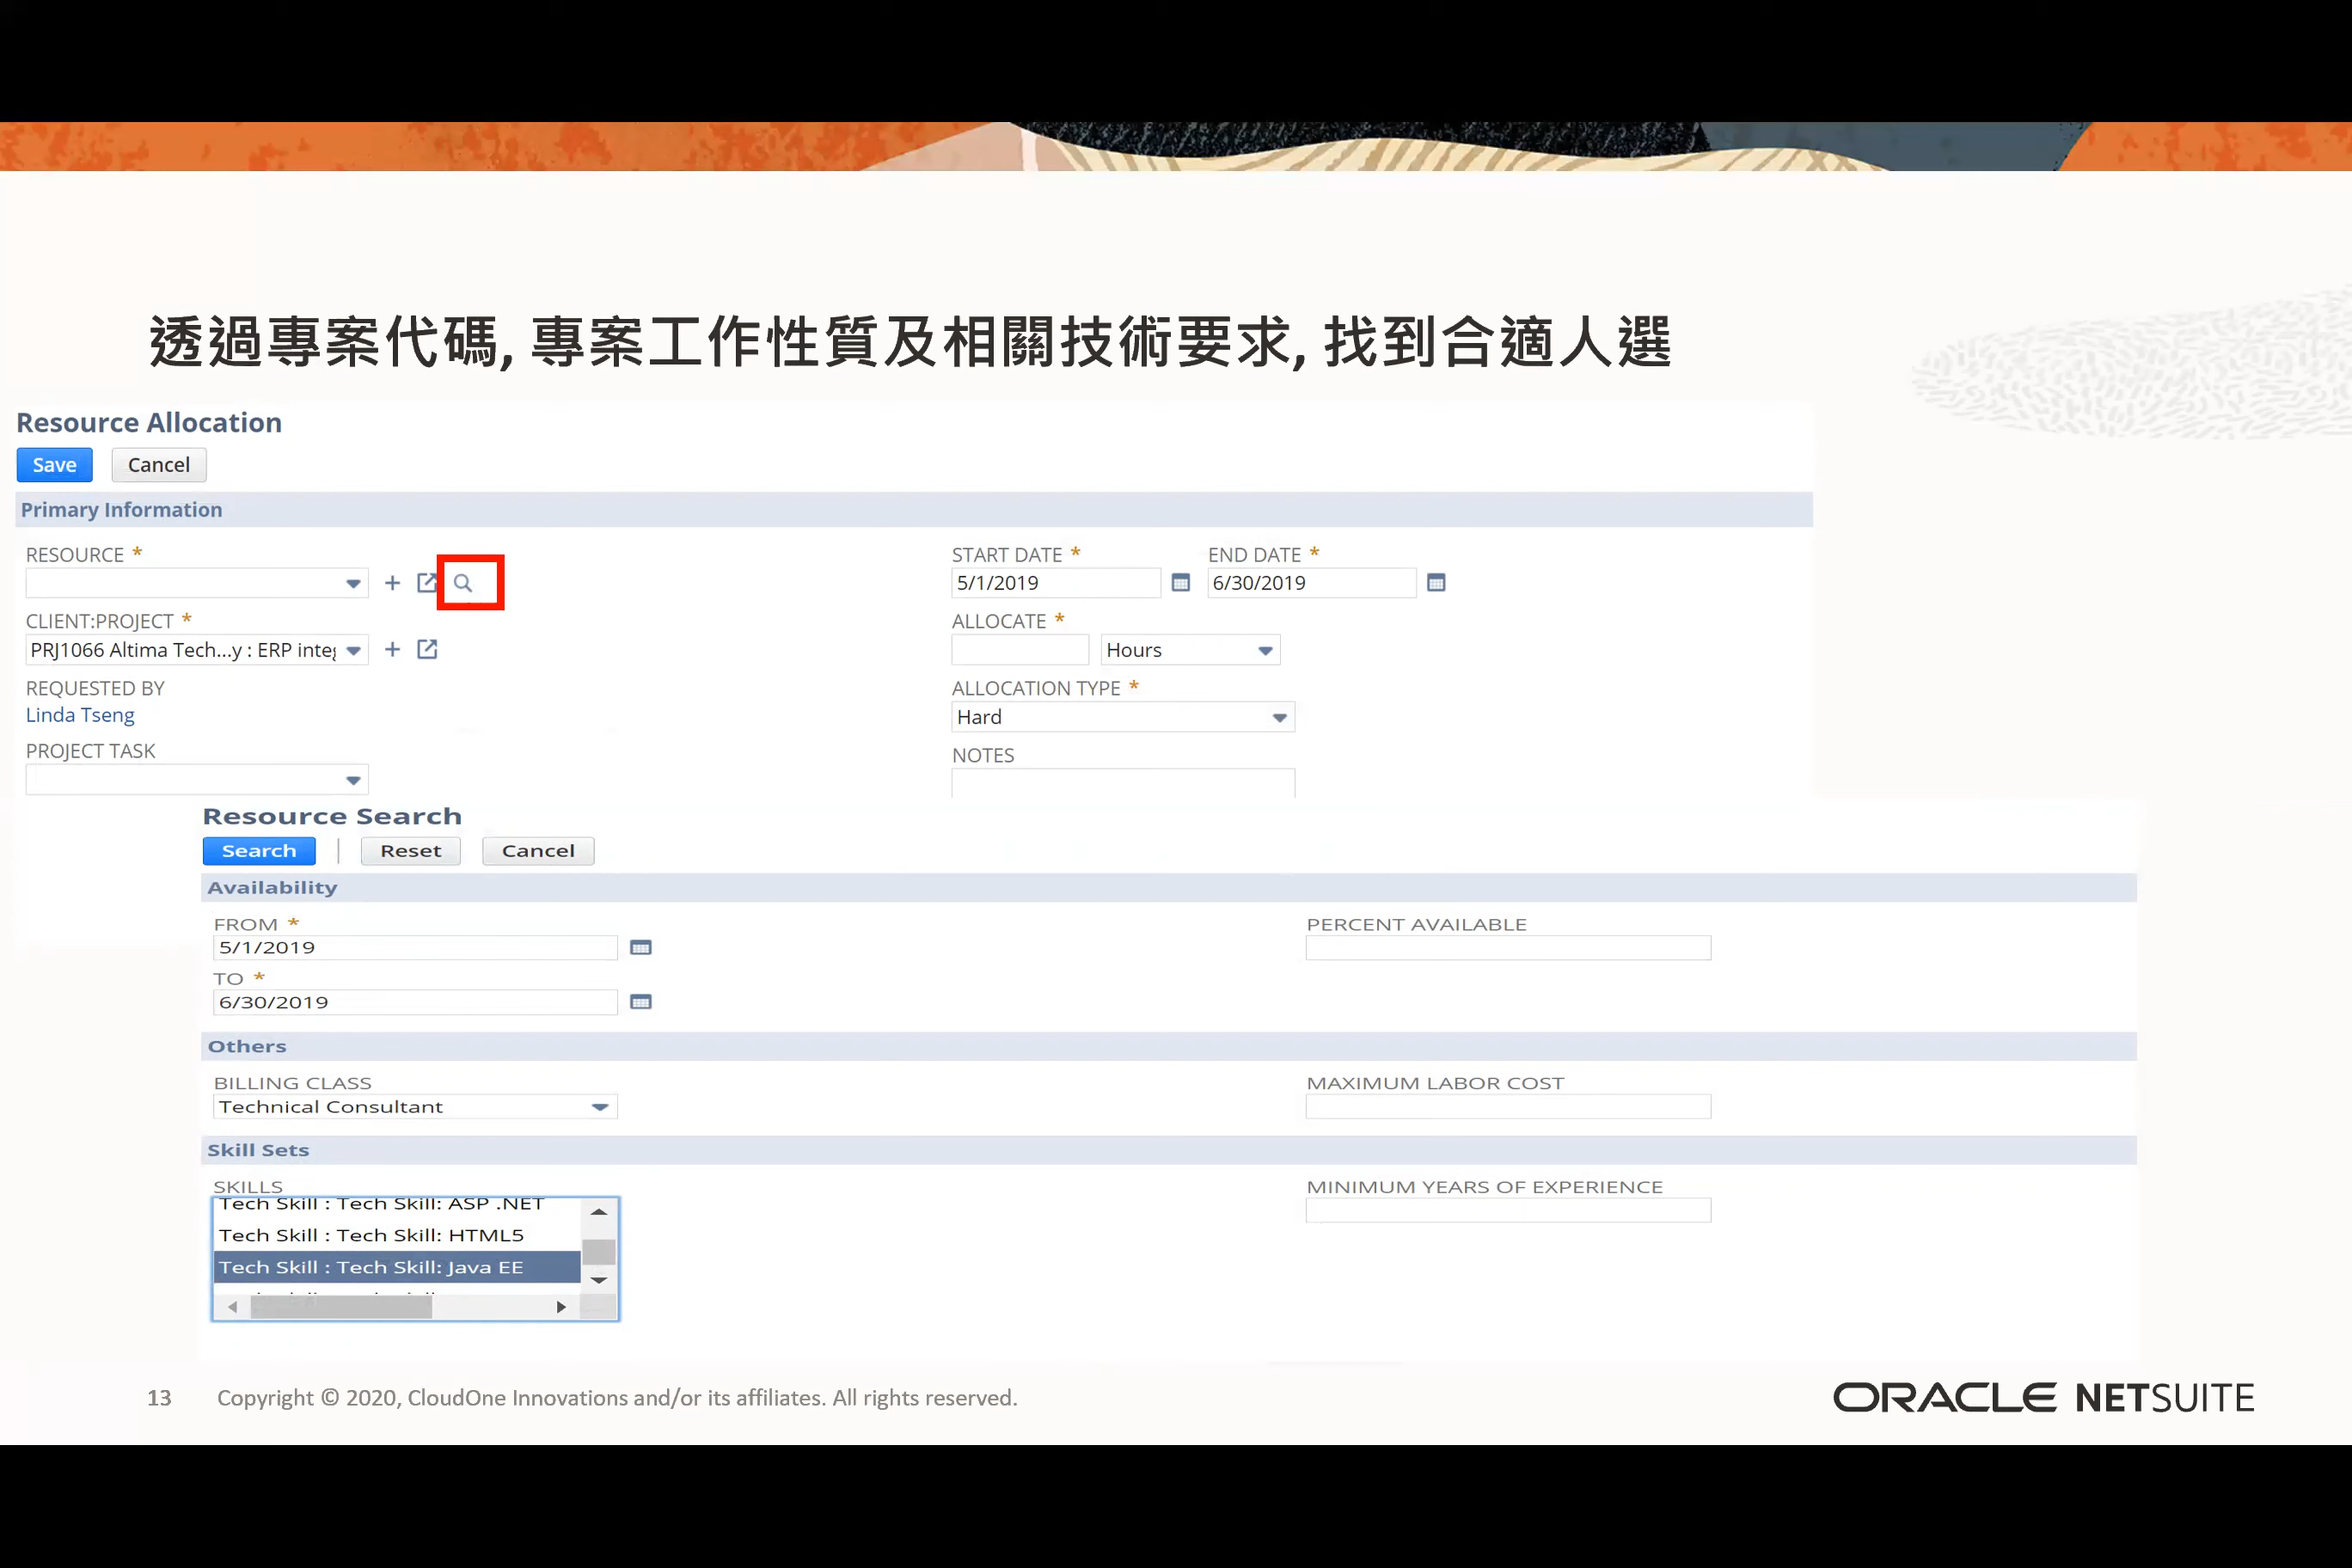 透過專案代碼, 專案工作性質及相關技術要求, 找到合適人選
Resource Allocation
Save Cancel
Primary Information
RESOURCE *
CLIENT:PROJECT *
PRJ1066 Altima Tech...y : ERP integ
REQUESTED BY
Linda Tseng
PROJECT TASK
START DATE * END DATE *
5/1/2019 6/30/2019
ALLOCATE *
Hours
ALLOCATION TYPE *
Hard
NOTES
Resource Search
Search | Reset Cancel
Availability
FROM *
5/1/2019
TO *
6/30/2019
PERCENT AVAILABLE
Others
BILLING CLASS
Technical Consultant
MAXIMUM LABOR COST
Skill Sets
SKILLS
Tech Skill : Tech Skill: ASP .NET
Tech Skill : Tech Skill: HTML5
Tech Skill : Tech Skill: Java EE
MINIMUM YEARS OF EXPERIENCE
13 Copyright © 2020, CloudOne Innovations and/or its affiliates. All rights reserved.
ORACLE NETSUITE